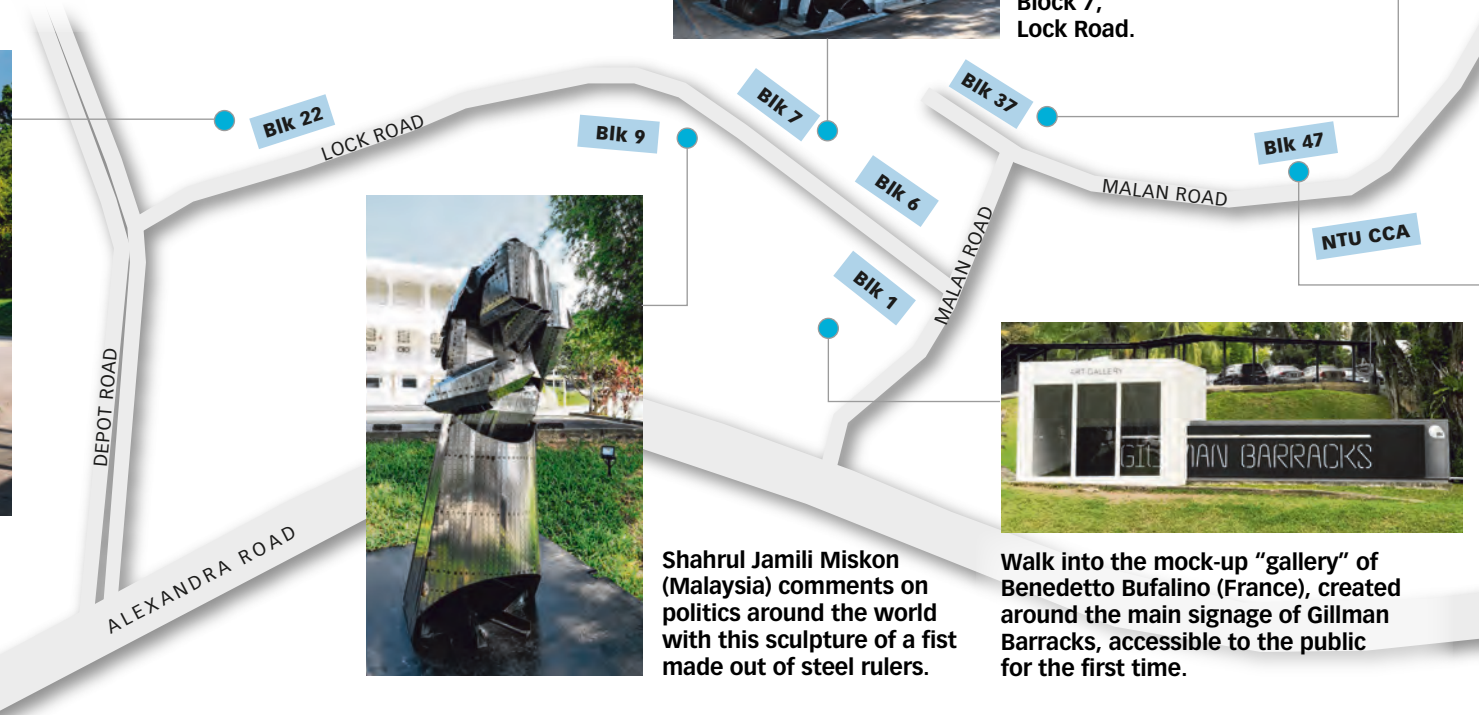 Block 7,
Lock Road.
Blk 22
LOCK ROAD
Blk 9
Blk 7
Blk 6
Blk 1
Blk 37
Blk 47
MALAN ROAD
MALAN ROAD
NTU CCA
DEPOT ROAD
ALEXANDRA ROAD
ART GALLERY
GILLMAN BARRACKS
Shahrul Jamili Miskon
(Malaysia) comments on
politics around the world
with this sculpture of a fist
made out of steel rulers.
Walk into the mock-up “gallery” of
Benedetto Bufalino (France), created
around the main signage of Gillman
Barracks, accessible to the public
for the first time.